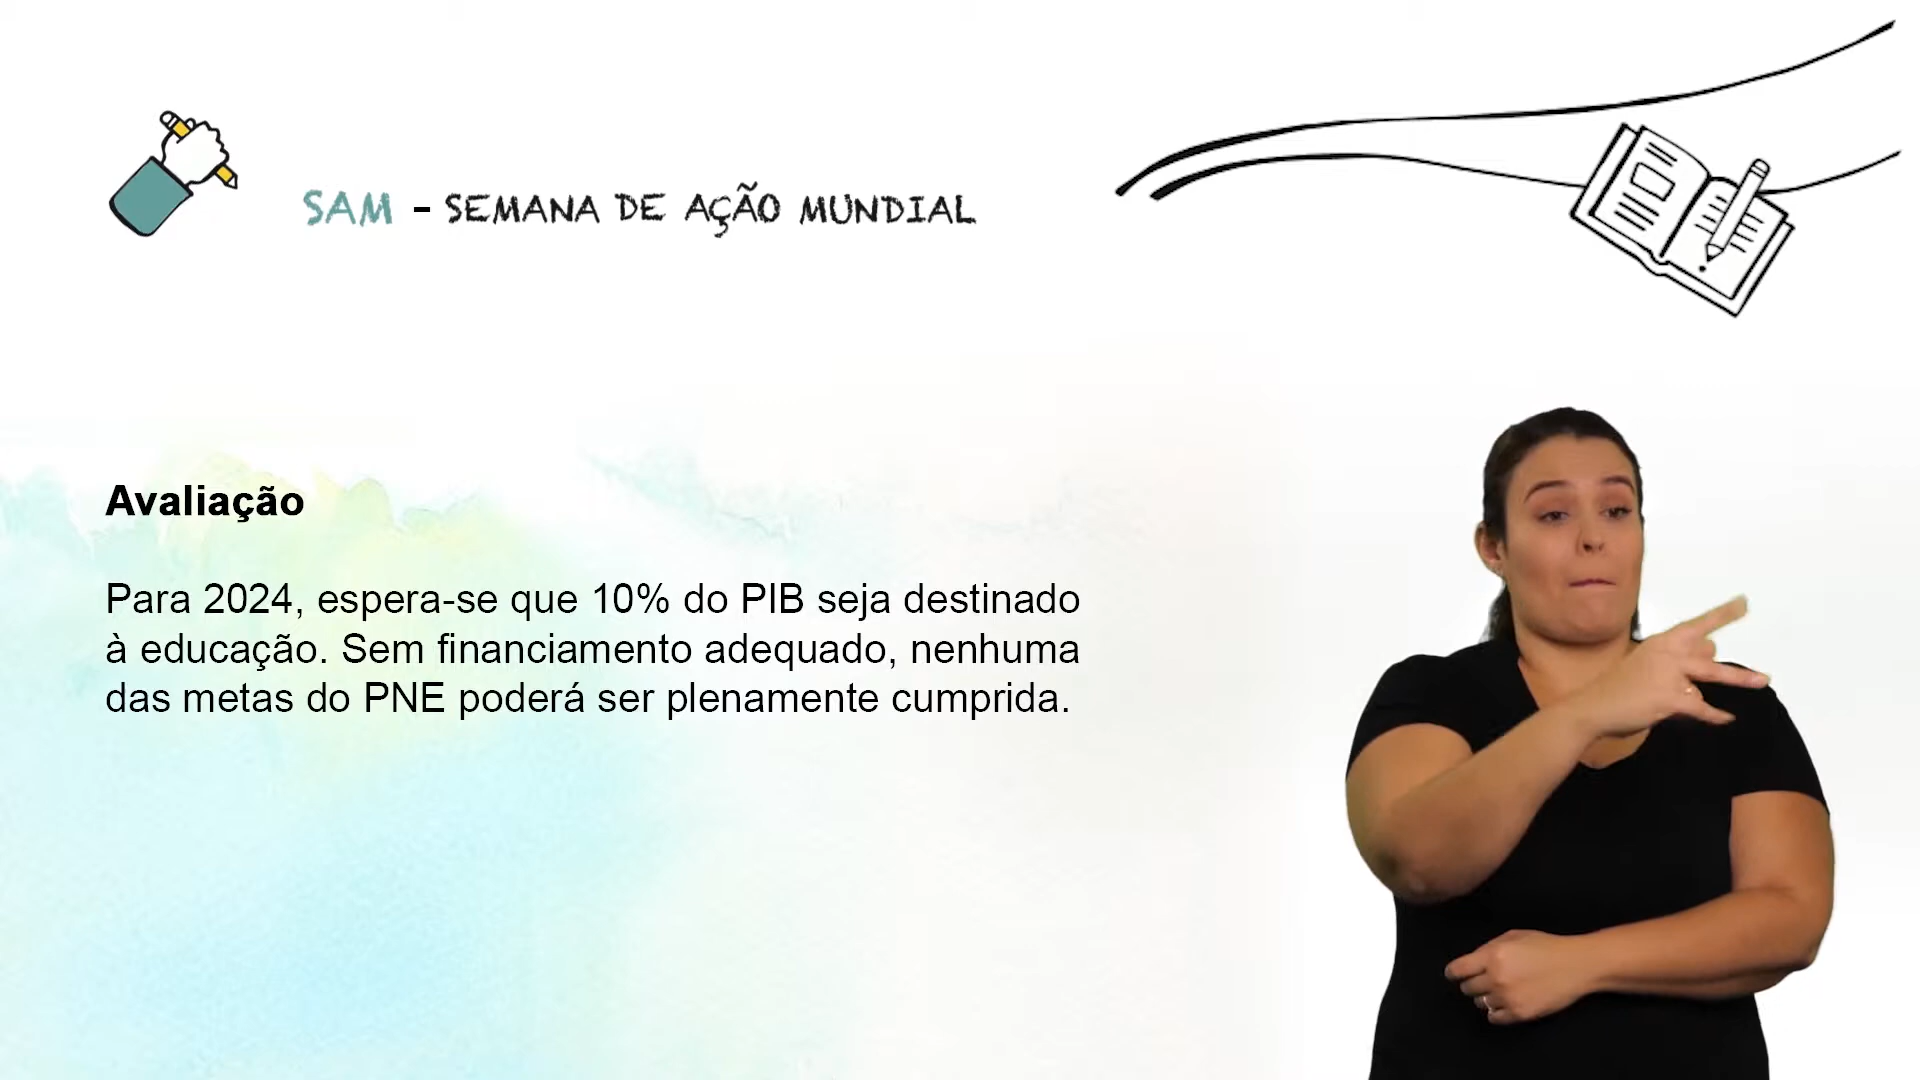 SAM - SEMANA DE AÇÃO MUNDIAL
Avaliação
Para 2024, espera-se que 10% do PIB seja destinado
à educação. Sem financiamento adequado, nenhuma
das metas do PNE poderá ser plenamente cumprida.